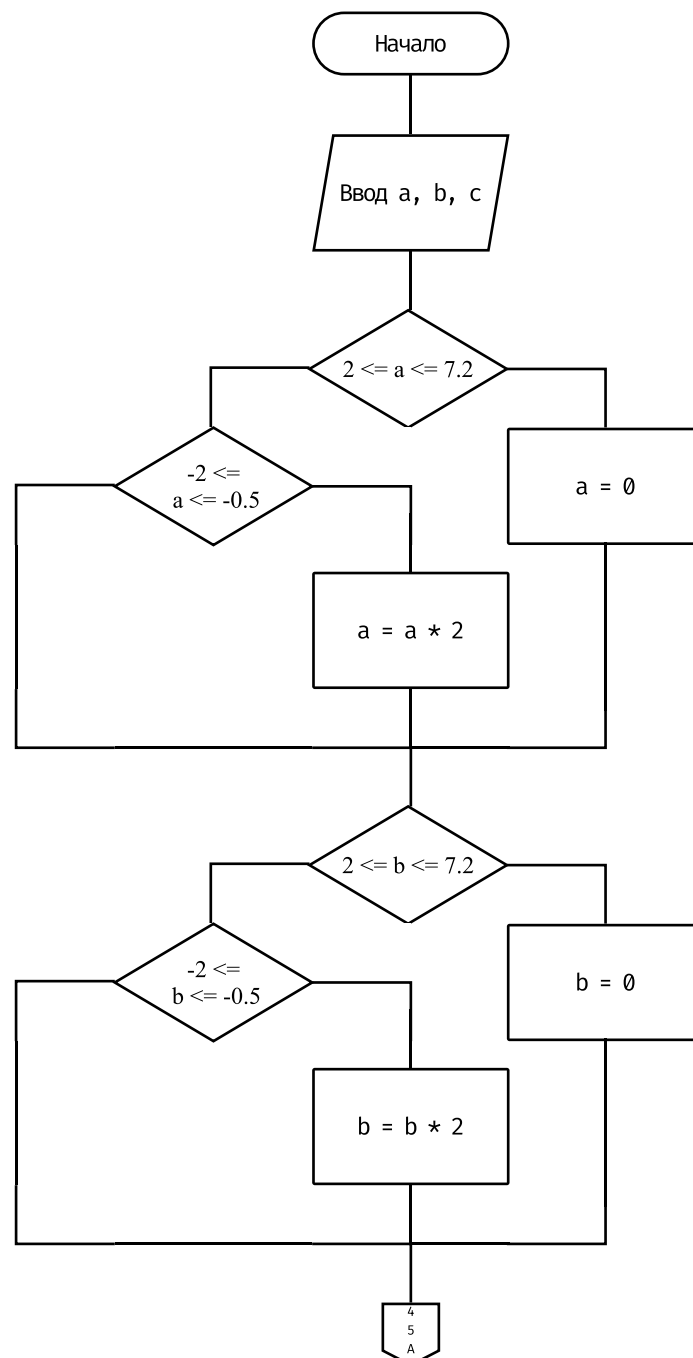 Начало
Ввод a, b, c
2 <= a <= 7.2
-2 <=
a <= -0.5
a = 0
a = a * 2
2 <= b <= 7.2
-2 <=
b <= -0.5
b = 0
b = b * 2
4
5
A